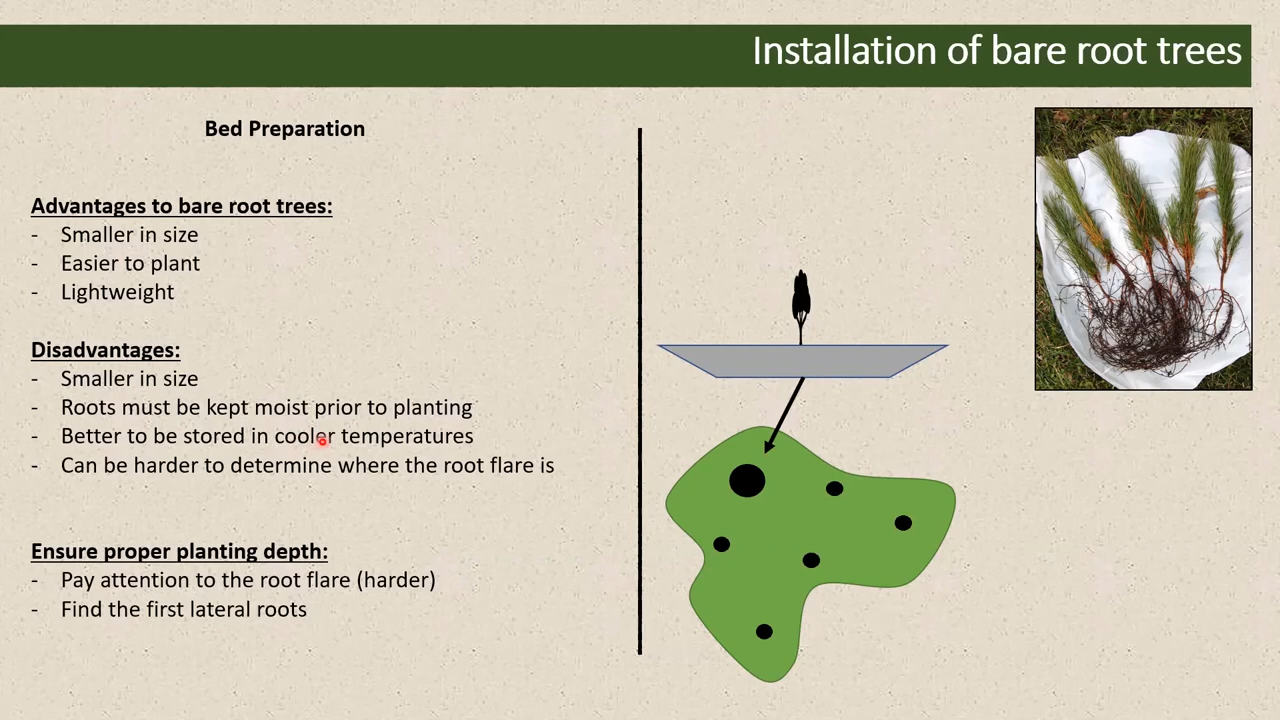 Installation of bare root trees
Bed Preparation
Advantages to bare root trees:
- Smaller in size
- Easier to plant
- Lightweight
Disadvantages:
- Smaller in size
- Roots must be kept moist prior to planting
- Better to be stored in cooler temperatures
- Can be harder to determine where the root flare is
Ensure proper planting depth:
- Pay attention to the root flare (harder)
- Find the first lateral roots